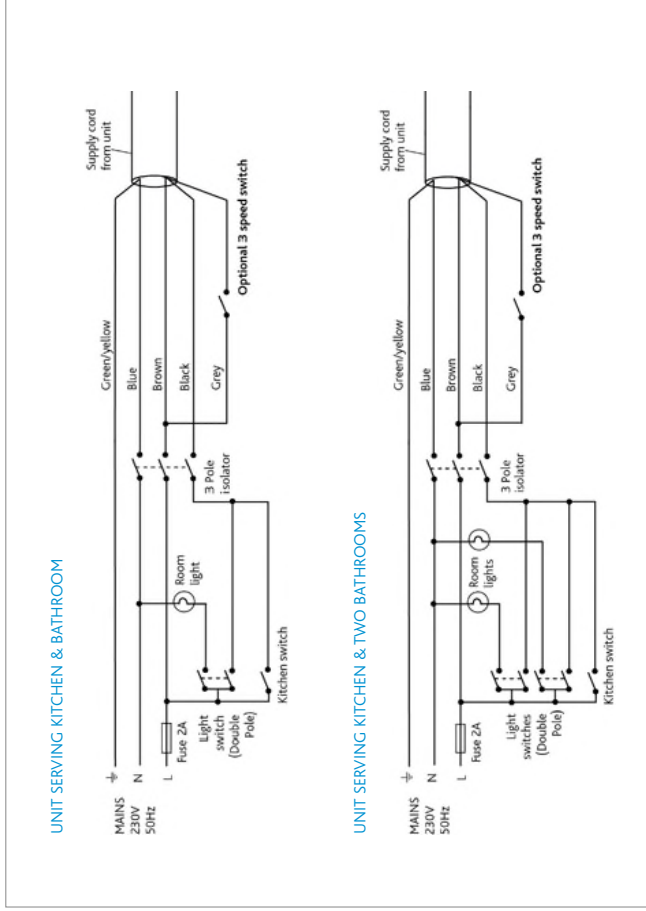 UNIT SERVING KITCHEN & BATHROOM
Supply cord
from unit
MAINS
230V
50Hz
N
L
Green/yellow
Blue
Brown
Black
Grey
Fuse 2A
Light
switch
(Double
Pole)
Room
light
3 Pole
isolator
Kitchen switch
Optional 3 speed switch
UNIT SERVING KITCHEN & TWO BATHROOMS
Supply cord
from unit
MAINS
230V
50Hz
N
L
Green/yellow
Blue
Brown
Black
Grey
Fuse 2A
Light
switches
(Double
Pole)
Room
lights
3 Pole
isolator
Kitchen switch
Optional 3 speed switch